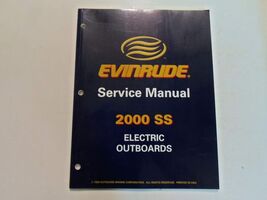 EVINRUDE.
Service Manual
2000 SS
ELECTRIC
OUTBOARDS